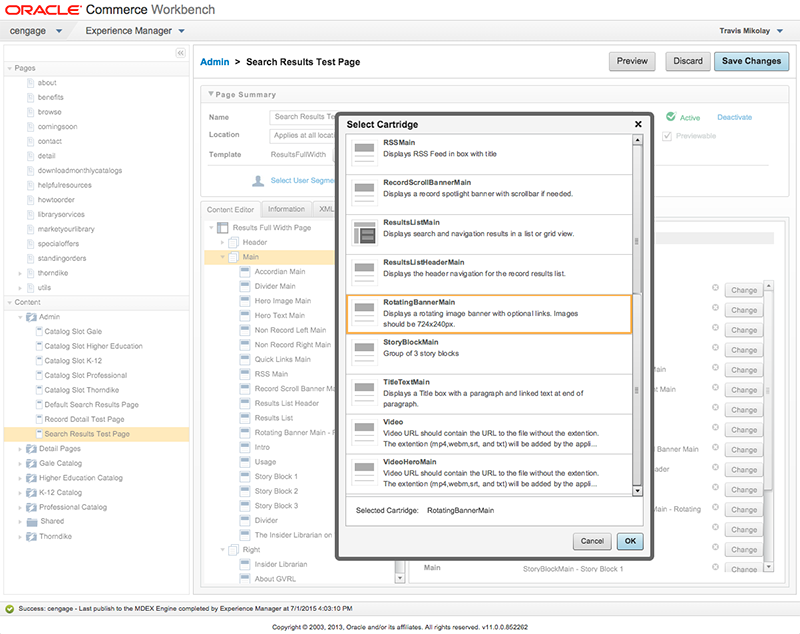 ORACLE Commerce Workbench
cengage Experience Manager Travis Mikolay
Pages
about
benefits
browse
comingsoon
contact
detail
downloadmonthlycatalogs
helpfulresources
howtoorder
libraryservices
marketyourlibrary
specialoffers
standingorders
thorndike
utils
Content
Admin
Catalog Slot Gale
Catalog Slot Higher Education
Catalog Slot K-12
Catalog Slot Professional
Catalog Slot Thorndike
Default Search Results Page
Record Detail Test Page
Search Results Test Page
Detail Pages
Gale Catalog
Higher Education Catalog
K-12 Catalog
Professional Catalog
Shared
Thorndike
Admin > Search Results Test Page
Preview Discard Save Changes
Page Summary
Name Search Results Te
Location Applies at all locati
Template ResultsFullWidth
Select User Segme
Active Deactivate
Previewable
Content Editor Information XML
Results Full Width Page
Header
Main
Accordian Main
Divider Main
Hero Image Main
Hero Text Main
Non Record Left Main
Non Record Right Main
Quick Links Main
RSS Main
Record Scroll Banner Ma
Results List Header
Results List
Rotating Banner Main - R
Intro
Usage
Story Block 1
Story Block 2
Story Block 3
Divider
The Insider Librarian on
Right
Insider Librarian
About GVRL
Select Cartridge
RSSMain
Displays RSS Feed in box with title
RecordScrollBannerMain
Displays a record spotlight banner with scrollbar if needed.
ResultsListMain
Displays search and navigation results in a list or grid view.
ResultsListHeaderMain
Displays the header navigation for the record results list.
RotatingBannerMain
Displays a rotating image banner with optional links. Images
should be 724x240px.
StoryBlockMain
Group of 3 story blocks
TitleTextMain
Displays a Title box with a paragraph and linked text at end of
paragraph.
Video
Video URL should contain the URL to the file without the extention.
The extention (mp4,webm,srt, and txt) will be added by the appli...
VideoHeroMain
Video URL should contain the URL to the file without the extention.
The extention (mp4,webm,srt, and txt) will be added by the appli...
Selected Cartridge: RotatingBannerMain
Cancel OK
Change
Change
Change
Change
Main Change
t Main Change
Change
Change
Banner Main Change
eader Change
Change
Main - Rotating Change
Change
Change
Main StoryBlockMain - Story Block 1 Change
Success: cengage - Last publish to the MDEX Engine completed by Experience Manager at 7/1/2015 4:03:10 PM
Copyright © 2003, 2013, Oracle and/or its affiliates. All rights reserved. v11.0.0.852262